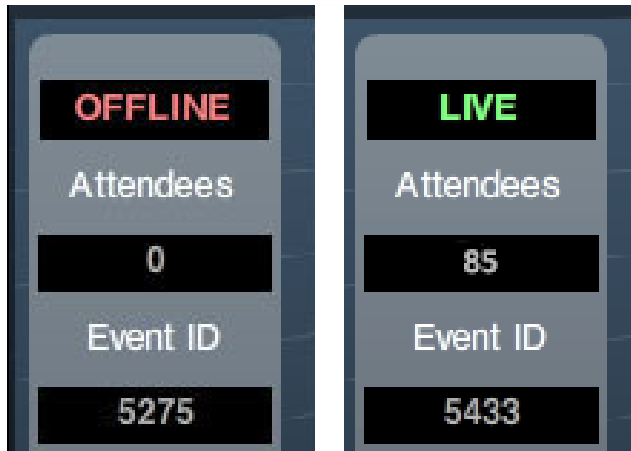 OFFLINE
Attendees
0
Event ID
5275
LIVE
Attendees
85
Event ID
5433